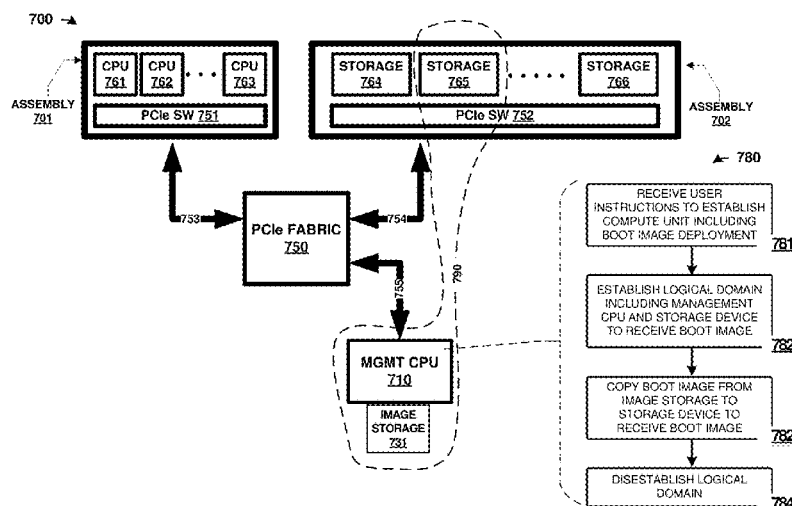 700
CPU
761
CPU
762
CPU
763
PCIe SW 751
ASSEMBLY
701
STORAGE
764
STORAGE
765
STORAGE
766
PCIe SW 752
ASSEMBLY
702
753
PCIe FABRIC
750
754
755
790
MGMT CPU
710
IMAGE
STORAGE
731
780
RECEIVE USER
INSTRUCTIONS TO ESTABLISH
COMPUTE UNIT INCLUDING
BOOT IMAGE DEPLOYMENT
781
ESTABLISH LOGICAL DOMAIN
INCLUDING MANAGEMENT
CPU AND STORAGE DEVICE
TO RECEIVE BOOT IMAGE
782
COPY BOOT IMAGE FROM
IMAGE STORAGE TO
STORAGE DEVICE TO
RECEIVE BOOT IMAGE
782
DISESTABLISH LOGICAL
DOMAIN
784